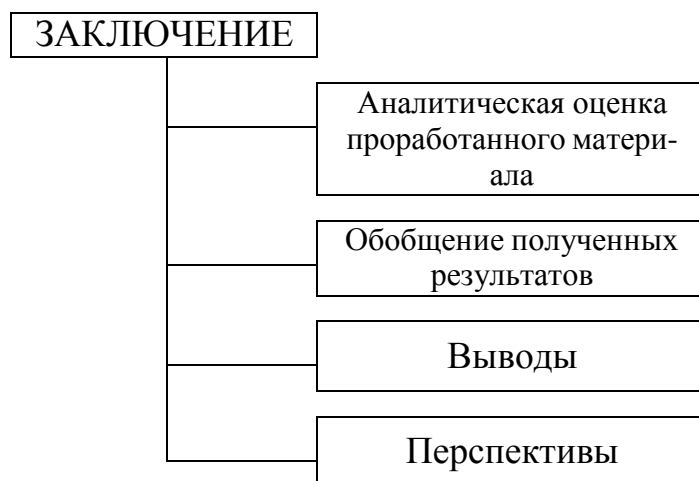 ЗАКЛЮЧЕНИЕ
Аналитическая оценка
проработанного матери-
ала
Обобщение полученных
результатов
Выводы
Перспективы